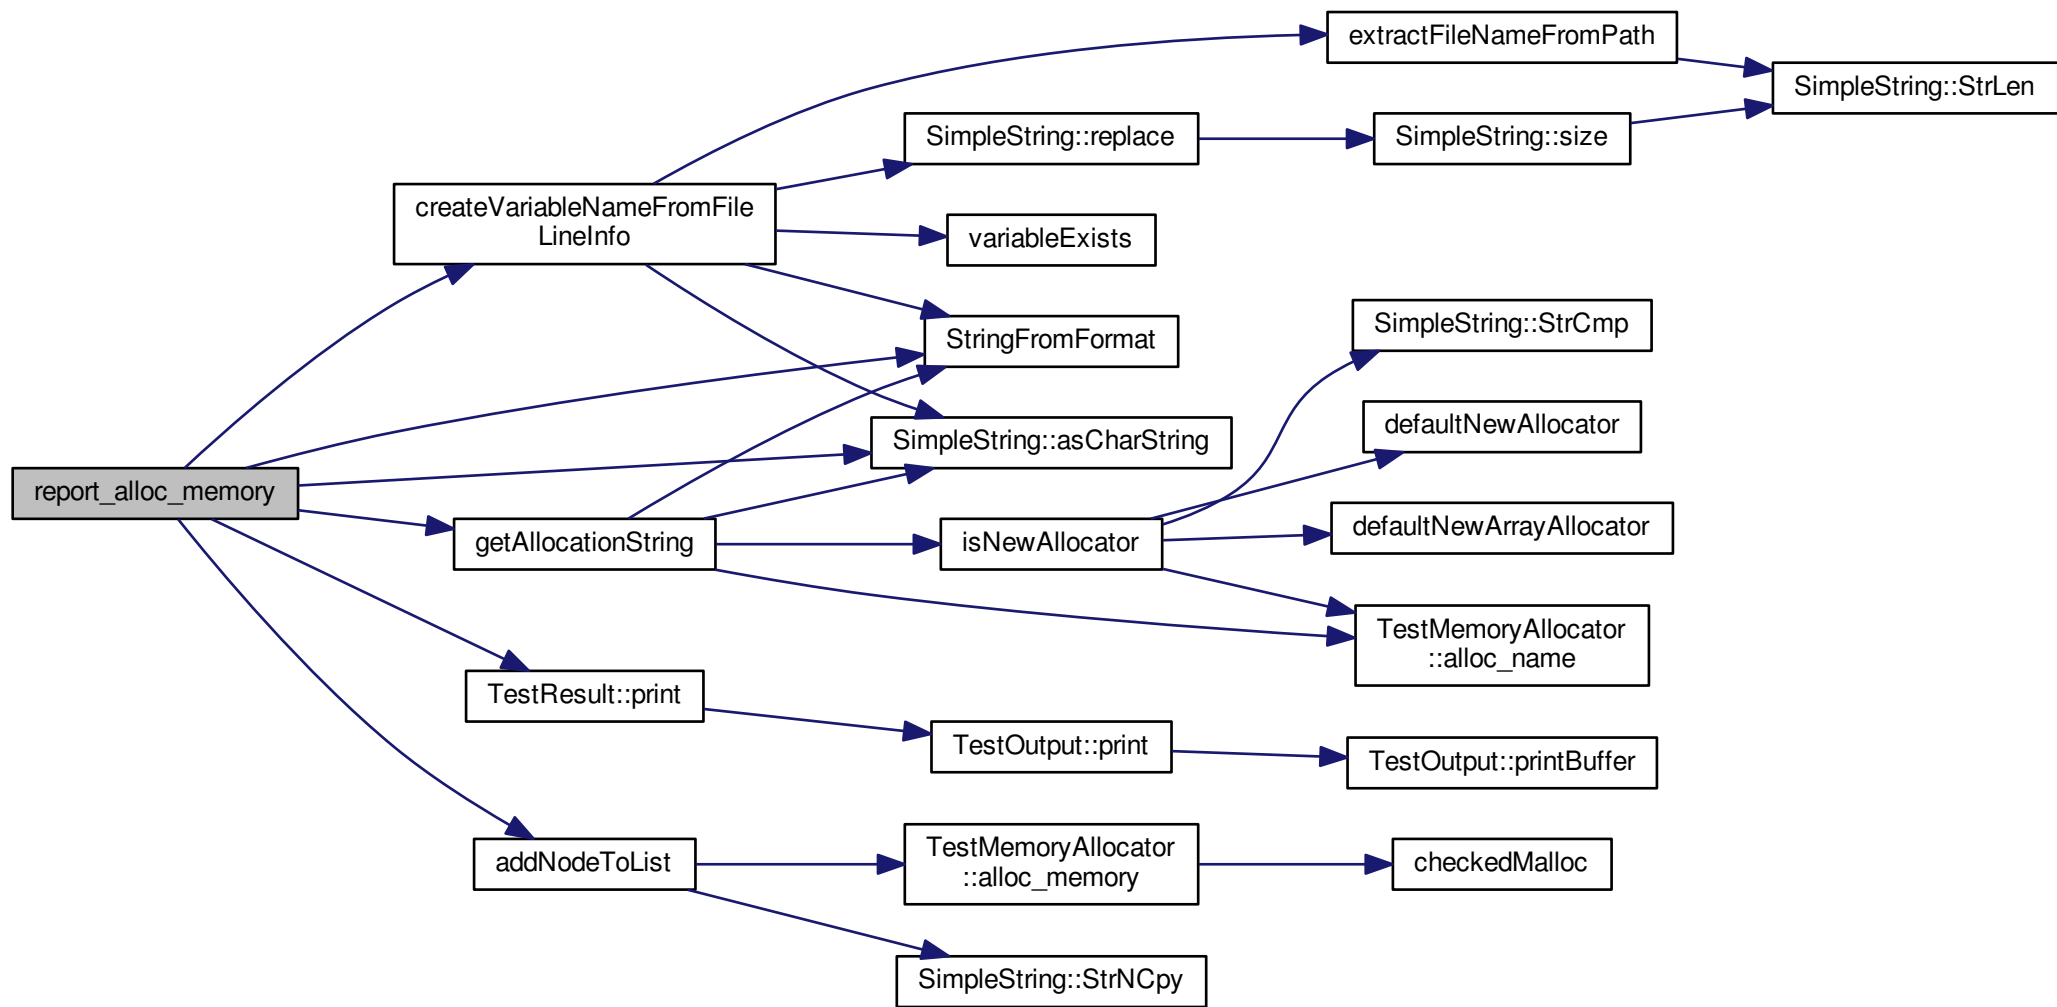 extractFileNameFromPath
SimpleString::StrLen
SimpleString::replace
SimpleString::size
createVariableNameFromFile
LineInfo
variableExists
StringFromFormat
SimpleString::StrCmp
defaultNewAllocator
SimpleString::asCharString
report_alloc_memory
defaultNewArrayAllocator
getAllocationString
isNewAllocator
TestMemoryAllocator
::alloc_name
TestResult::print
TestOutput::print
TestOutput::printBuffer
addNodeToList
TestMemoryAllocator
::alloc_memory
checkedMalloc
SimpleString::StrNCpy